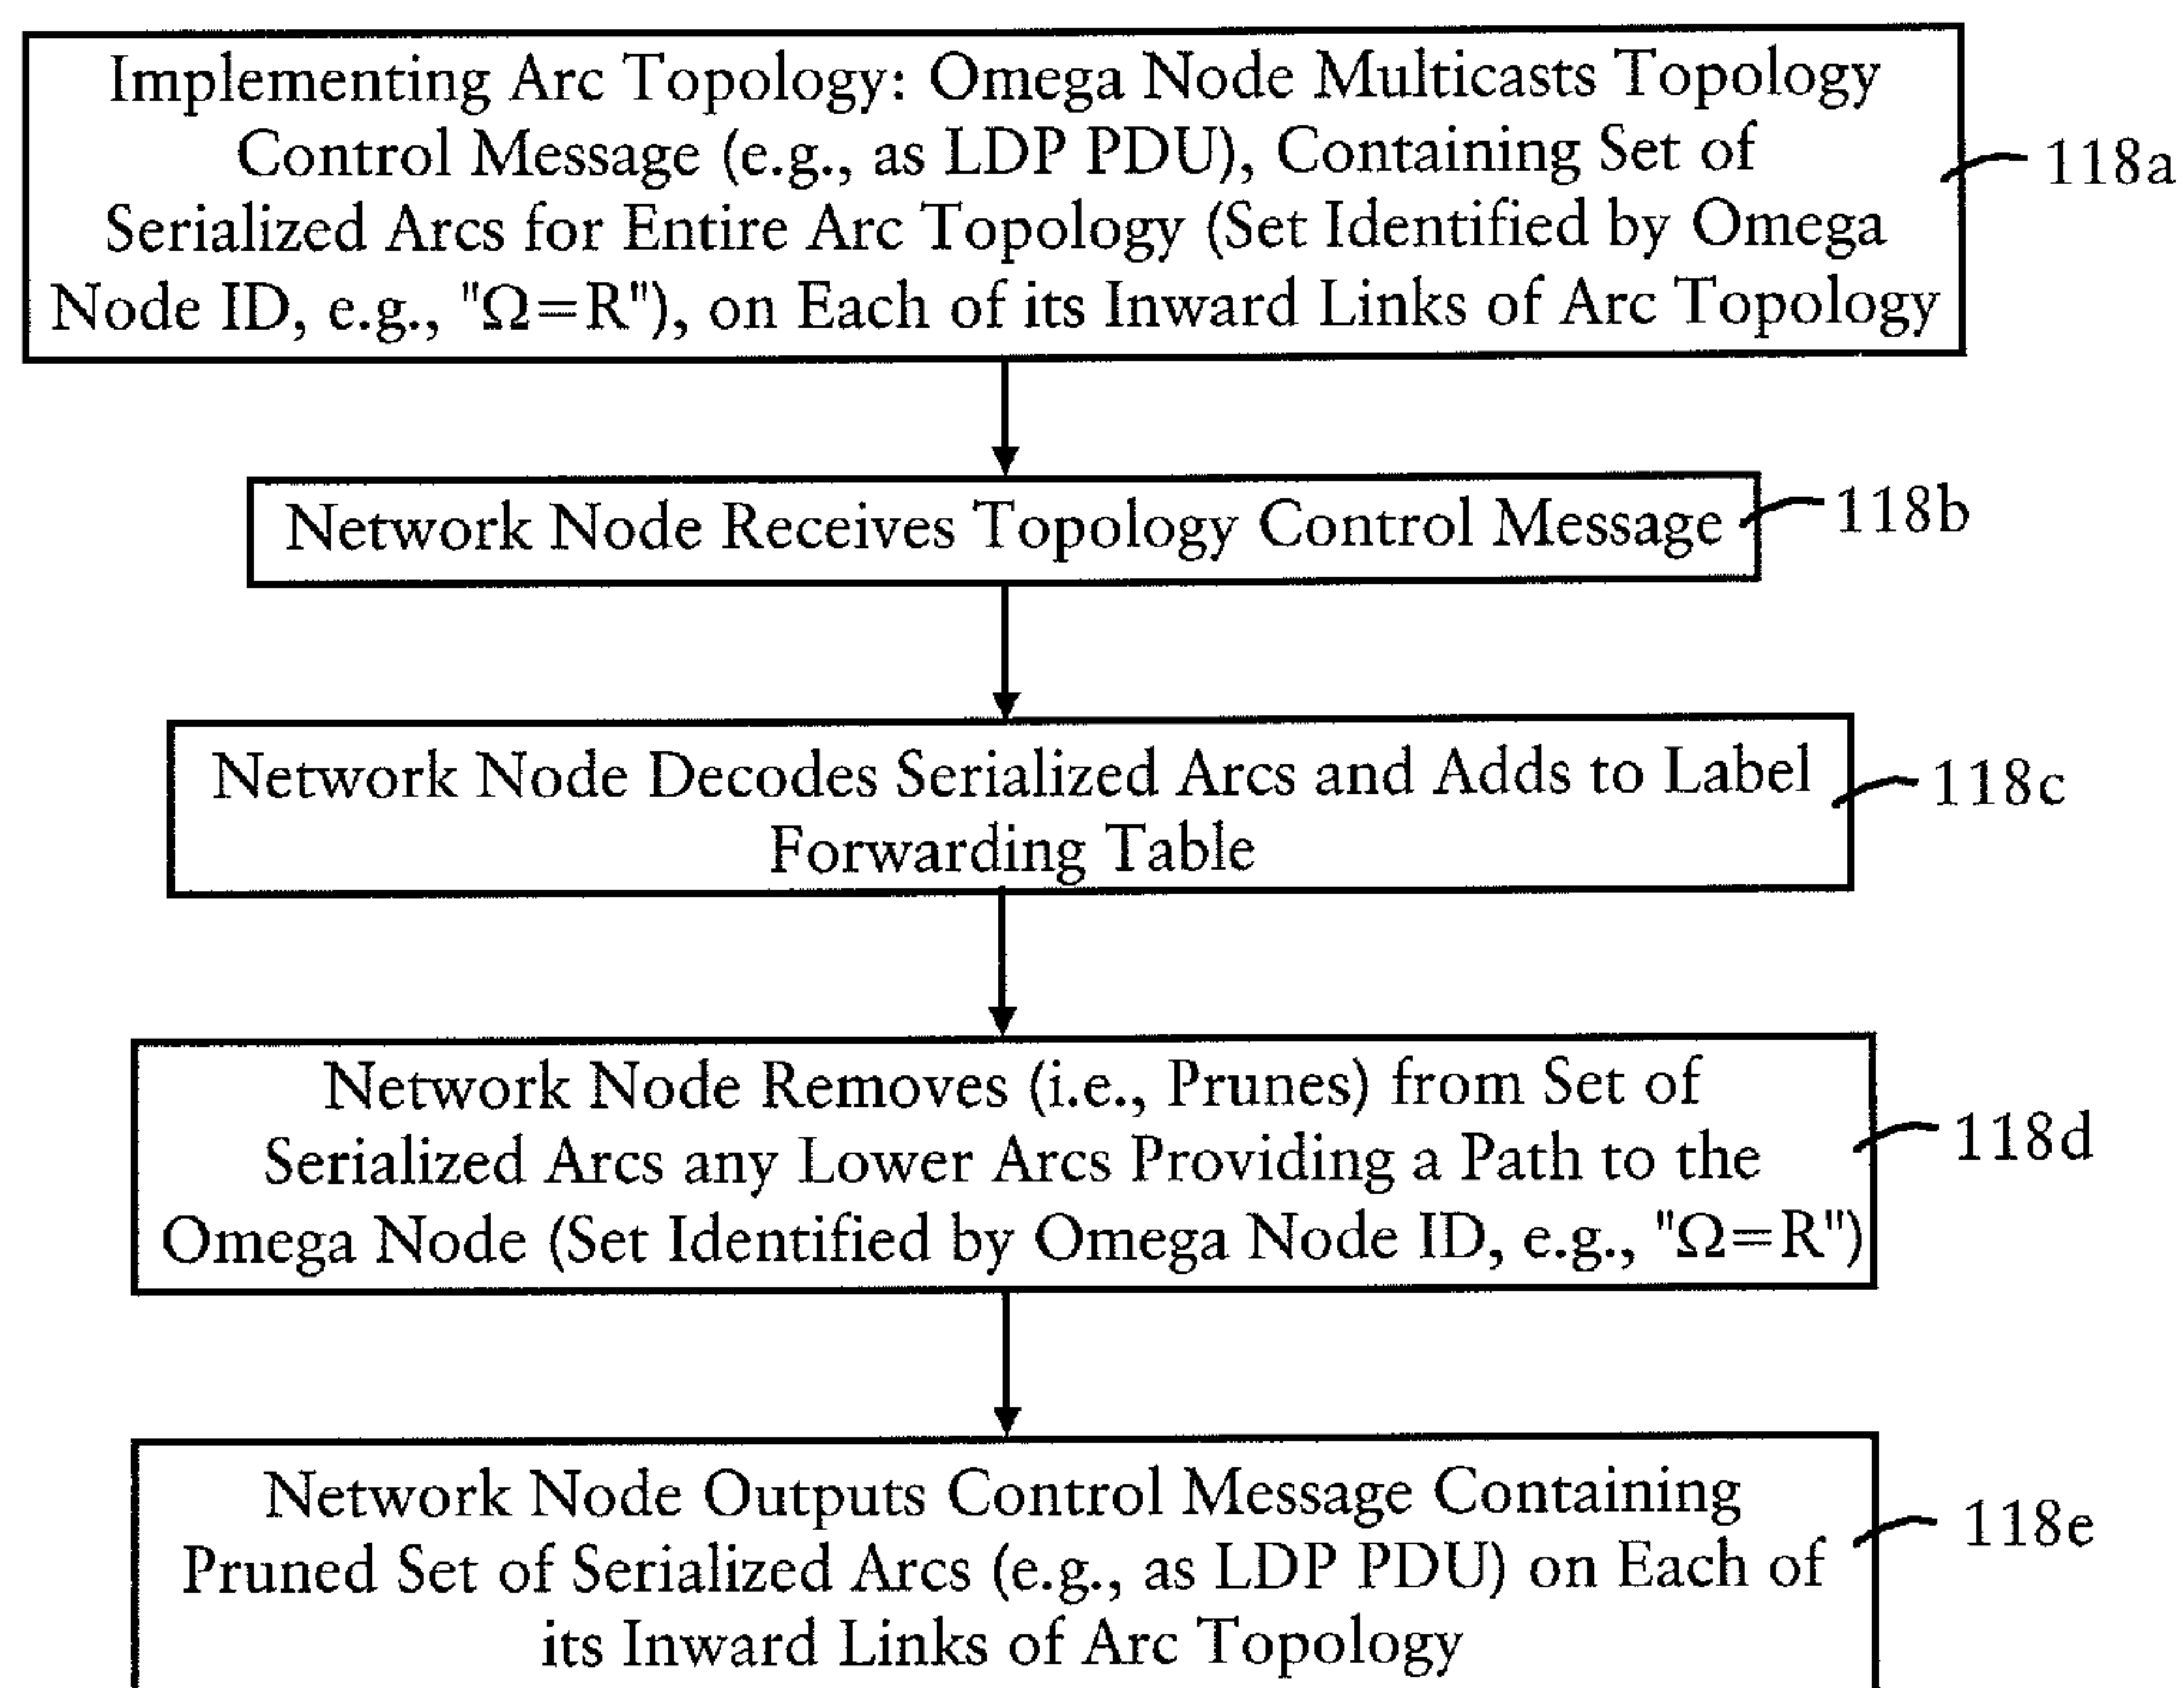 Implementing Arc Topology: Omega Node Multicasts Topology
Control Message (e.g., as LDP PDU), Containing Set of
Serialized Arcs for Entire Arc Topology (Set Identified by Omega
Node ID, e.g., "Ω=R"), on Each of its Inward Links of Arc Topology
118a
Network Node Receives Topology Control Message
118b
Network Node Decodes Serialized Arcs and Adds to Label
Forwarding Table
118c
Network Node Removes (i.e., Prunes) from Set of
Serialized Arcs any Lower Arcs Providing a Path to the
Omega Node (Set Identified by Omega Node ID, e.g., "Ω=R")
118d
Network Node Outputs Control Message Containing
Pruned Set of Serialized Arcs (e.g., as LDP PDU) on Each of
its Inward Links of Arc Topology
118e